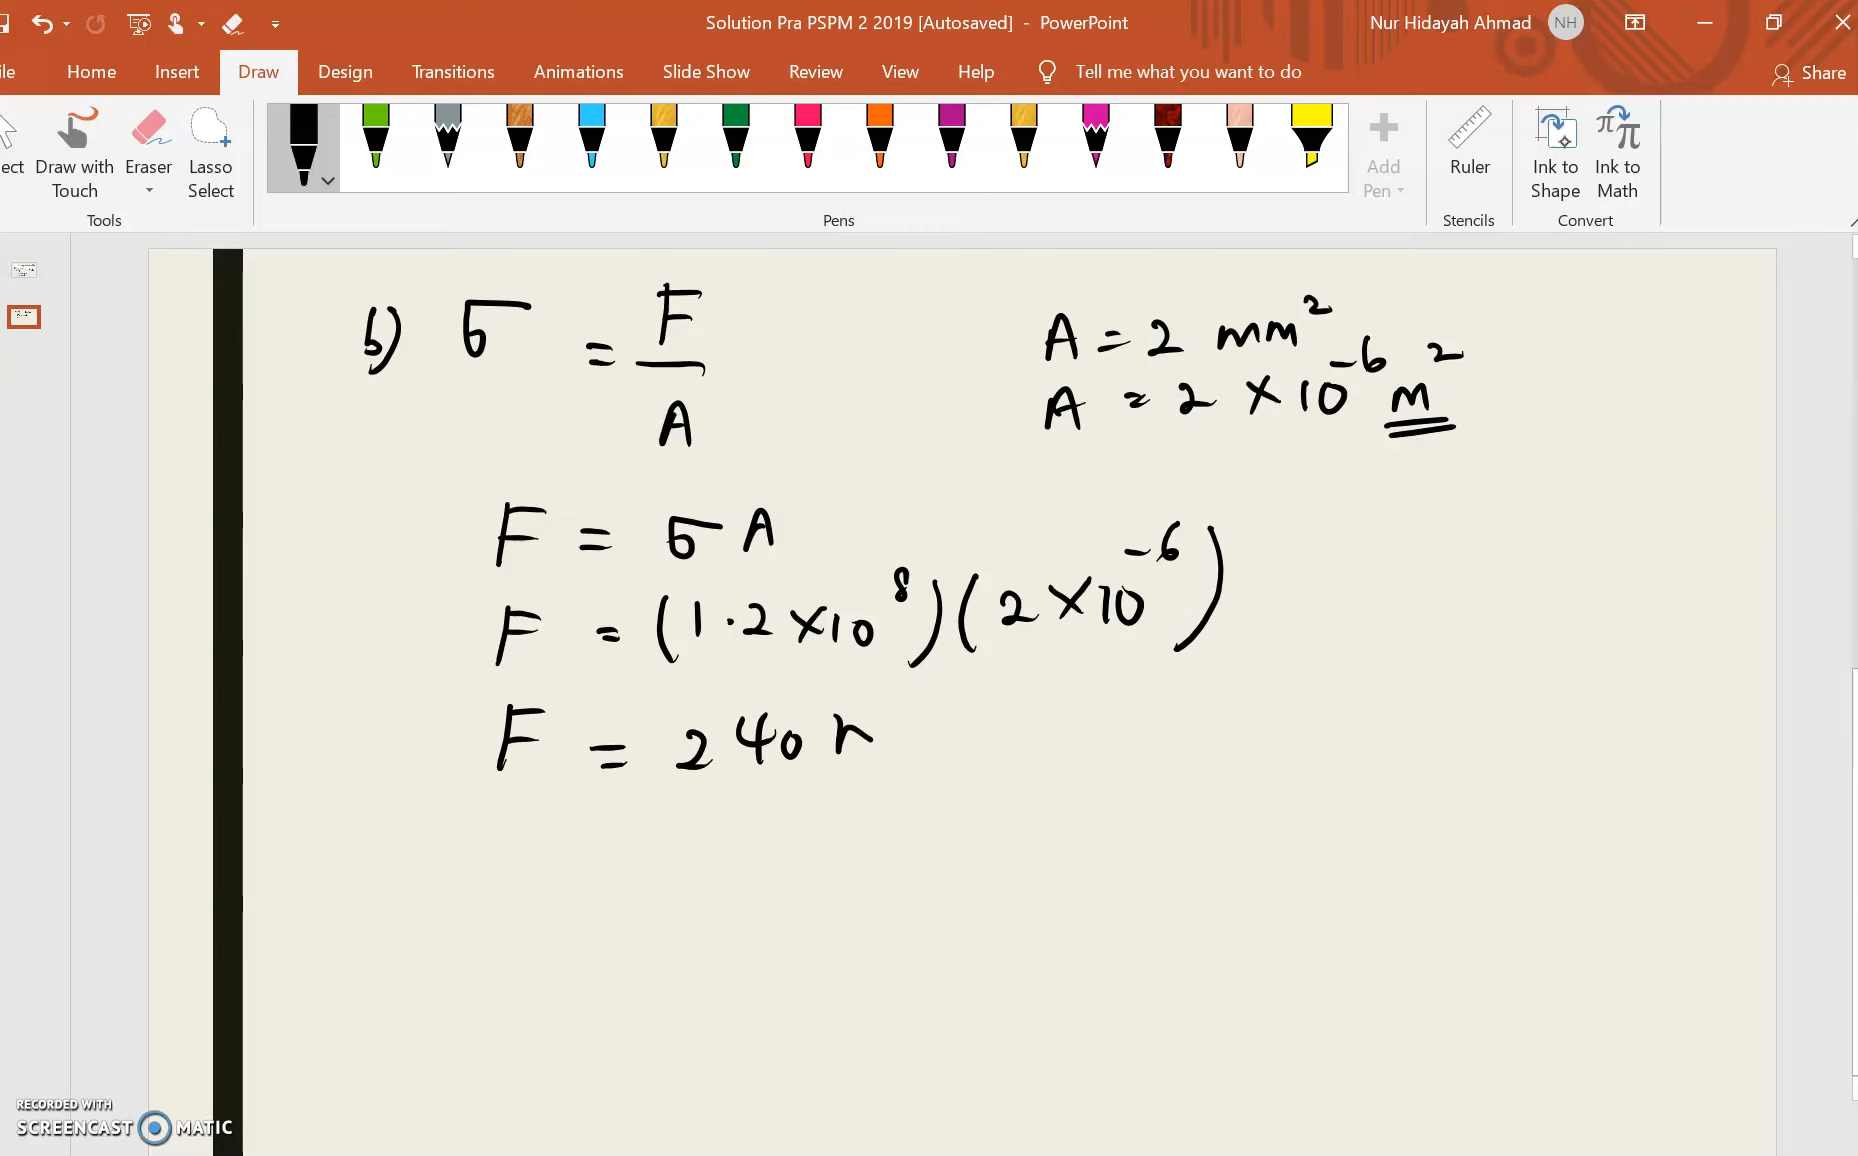 Solution Pra PSPM 2 2019 [Autosaved] - PowerPoint
Nur Hidayah Ahmad
NH
ile
Home
Insert
Draw
Design
Transitions
Animations
Slide Show
Review
View
Help
Tell me what you want to do
Share
ect
Draw with Touch
Eraser
Lasso Select
Add Pen
Ruler
Ink to Shape
Ink to Math
Tools
Pens
Stencils
Convert
b) σ = F/A
A = 2 mm²
A = 2 × 10⁻⁶ m²
F = σ A
F = (1.2 × 10⁸)(2 × 10⁻⁶)
F = 240 N
RECORDED WITH
SCREENCAST MATIC